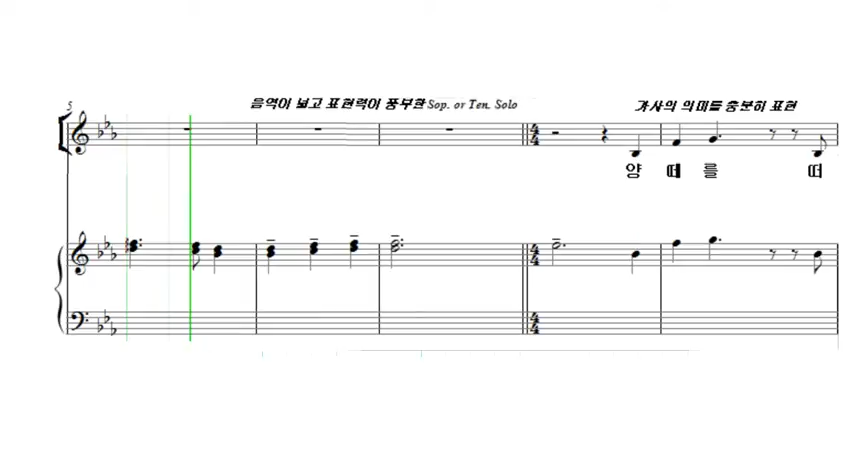 5
음역이 넓고 표현력이 풍부한 Sop. or Ten. Solo
가사의 의미를 충분히 표현
양 떼 를 떠